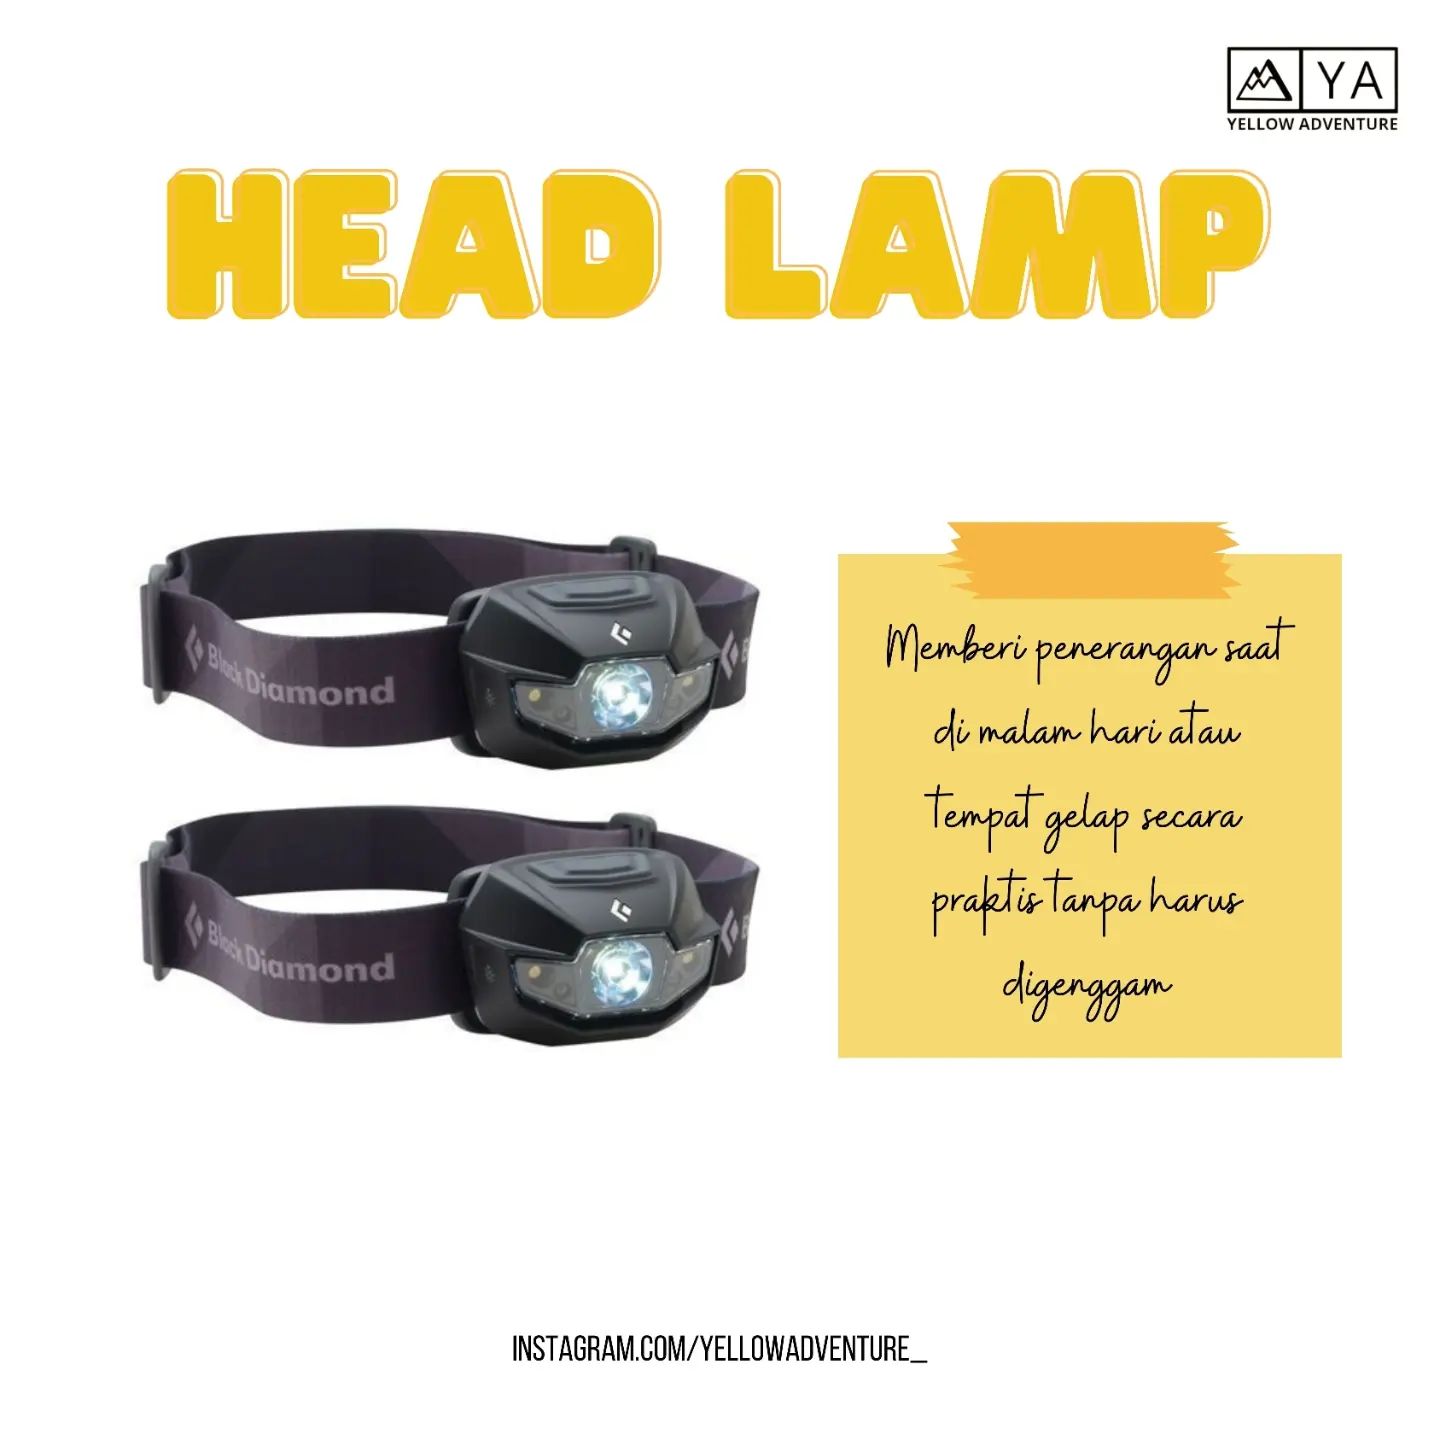 YA
YELLOW ADVENTURE
HEAD LAMP
Black Diamond
B
Black Diamond
B
Memberi penerangan saat
di malam hari atau
tempat gelap secara
praktis tanpa harus
digenggam
INSTAGRAM.COM/YELLOWADVENTURE_